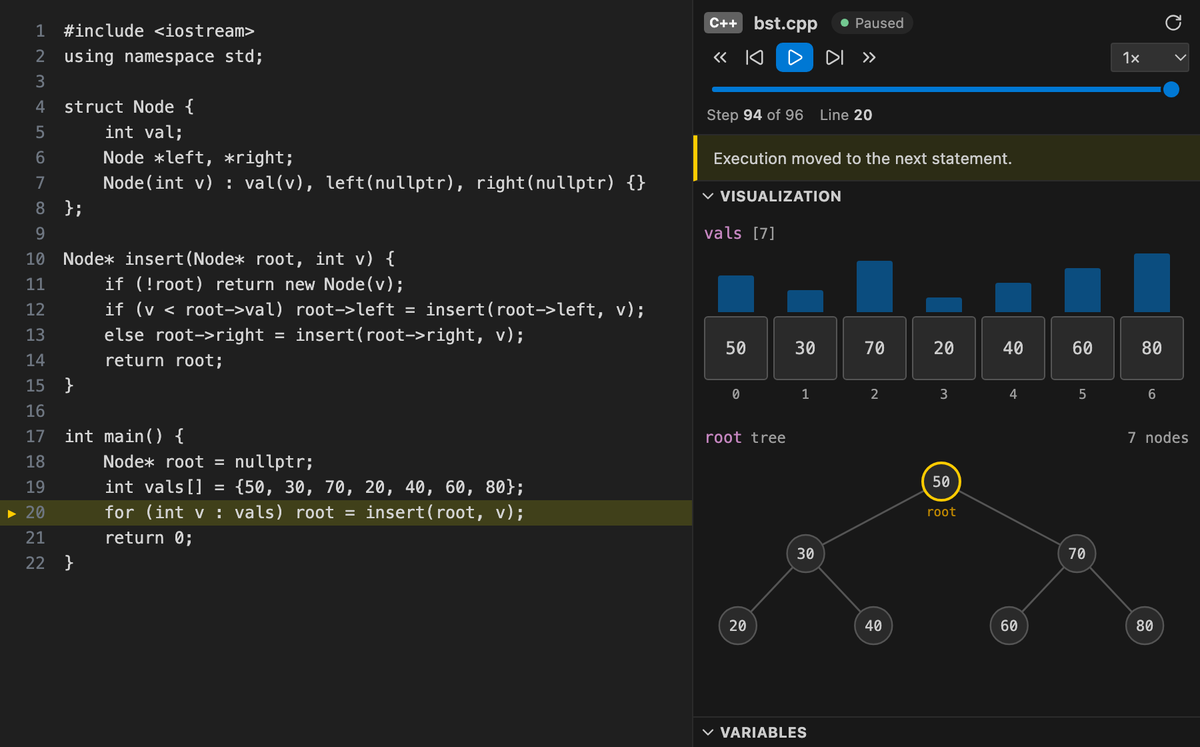 1 #include <iostream>
2 using namespace std;
3
4 struct Node {
5     int val;
6     Node *left, *right;
7     Node(int v) : val(v), left(nullptr), right(nullptr) {}
8 };
9
10 Node* insert(Node* root, int v) {
11     if (!root) return new Node(v);
12     if (v < root->val) root->left = insert(root->left, v);
13     else root->right = insert(root->right, v);
14     return root;
15 }
16
17 int main() {
18     Node* root = nullptr;
19     int vals[] = {50, 30, 70, 20, 40, 60, 80};
20     for (int v : vals) root = insert(root, v);
21     return 0;
22 }
C++ bst.cpp Paused
1x
Step 94 of 96 Line 20
Execution moved to the next statement.
VISUALIZATION
vals [7]
50 30 70 20 40 60 80
0 1 2 3 4 5 6
root tree 7 nodes
50
root
30 70
20 40 60 80
VARIABLES